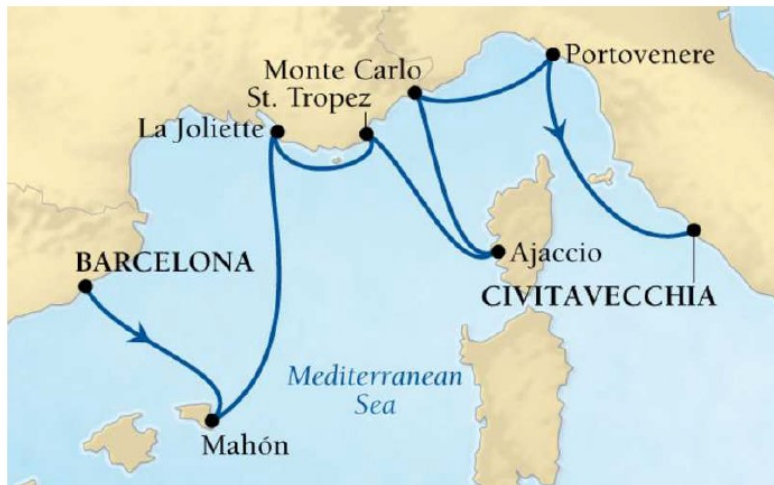 Portovenere
Monte Carlo
St. Tropez
La Joliette
BARCELONA
Ajaccio
CIVITAVECCHIA
Mediterranean
Sea
Mahón